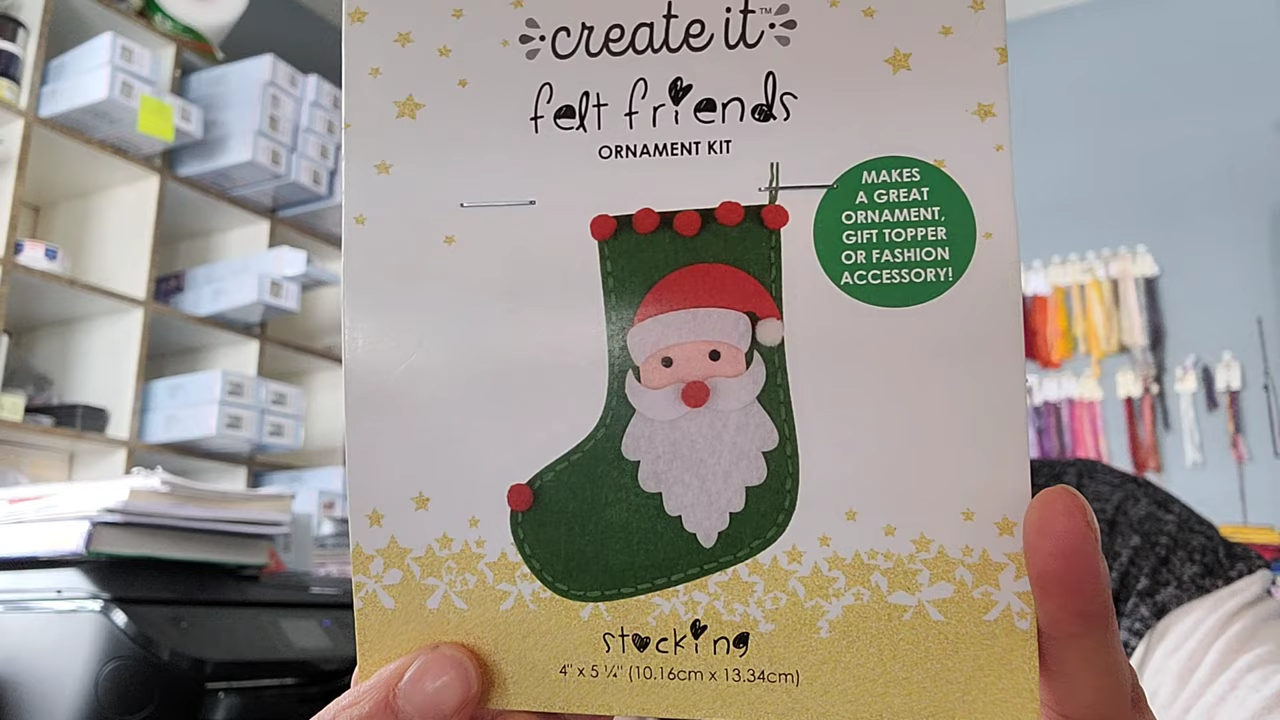 create it™
felt friends
ORNAMENT KIT
MAKES
A GREAT
ORNAMENT,
GIFT TOPPER
OR FASHION
ACCESSORY!
stocking
4" x 5 ¼" (10.16cm x 13.34cm)